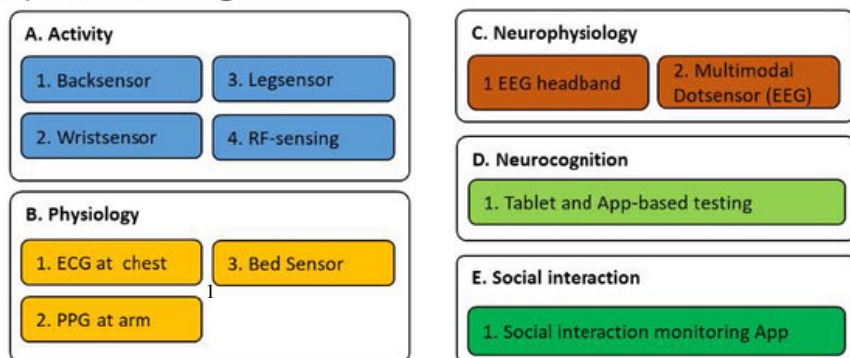 A. Activity
1. Backsensor
3. Legsensor
2. Wristsensor
4. RF-sensing
B. Physiology
1. ECG at chest
3. Bed Sensor
1
2. PPG at arm
C. Neurophysiology
1 EEG headband
2. Multimodal
Dotsensor (EEG)
D. Neurocognition
1. Tablet and App-based testing
E. Social interaction
1. Social interaction monitoring App